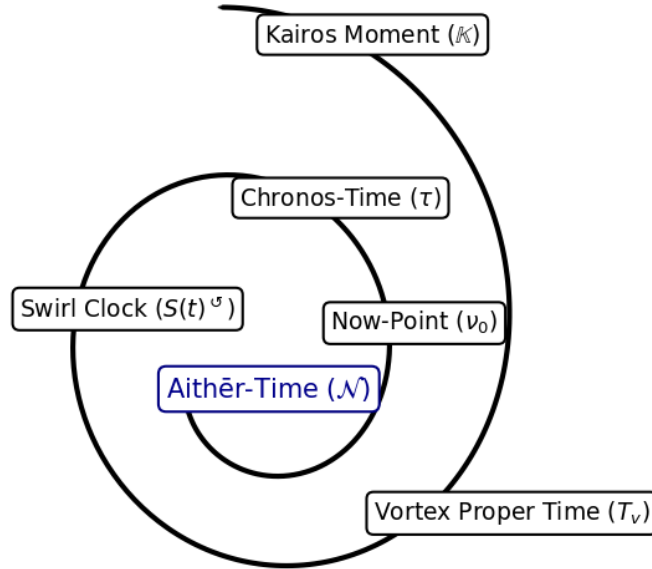 Kairos Moment (𝕂)
Chronos-Time (τ)
Swirl Clock (S(t)^↺)
Now-Point (ν₀)
Aithēr-Time (𝒩)
Vortex Proper Time (Tᵥ)